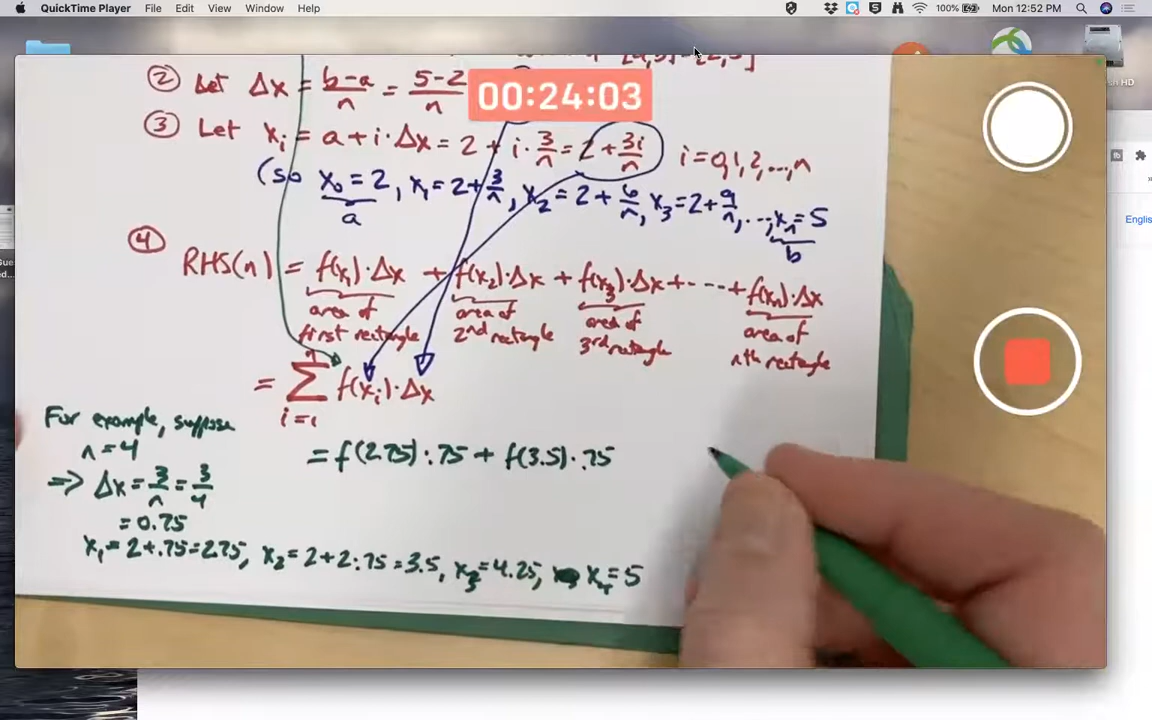 QuickTime Player File Edit View Window Help 100% Mon 12:52 PM
HD
00:24:03
② Let Δx = b-a/n = 5-2/n
③ Let xᵢ = a + i·Δx = 2 + i·3/n = 2 + 3i/n i = 0,1,2,...,n
(so x₀ = 2, x₁ = 2+3/n, x₂ = 2+6/n, x₃ = 2+9/n, ..., xₙ = 5
a
b
④ RHS(n) = f(x₁)·Δx + f(x₂)·Δx + f(x₃)·Δx + ··· + f(xₙ)·Δx
area of first rectangle
area of 2nd rectangle
area of 3rd rectangle
area of nth rectangle
= n∑i=1 f(xᵢ)·Δx
For example, suppose
n = 4
= f(2.75)·.75 + f(3.5)·.75
=> Δx = 3/n = 3/4
= 0.75
x₁ = 2+.75 = 2.75, x₂ = 2+2·.75 = 3.5, x₃ = 4.25, x₄ = 5
Englis